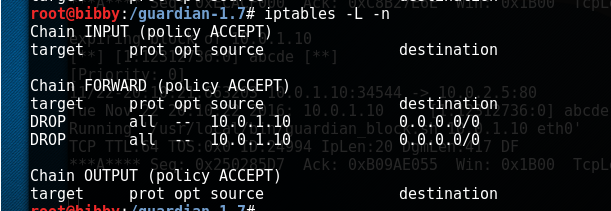 root@bibby:/guardian-1.7# iptables -L -n
Chain INPUT (policy ACCEPT)
target     prot opt source               destination
Chain FORWARD (policy ACCEPT)
target     prot opt source               destination
DROP       all  --  10.0.1.10            0.0.0.0/0
DROP       all  --  10.0.1.10            0.0.0.0/0
Chain OUTPUT (policy ACCEPT)
target     prot opt source               destination
root@bibby:/guardian-1.7#